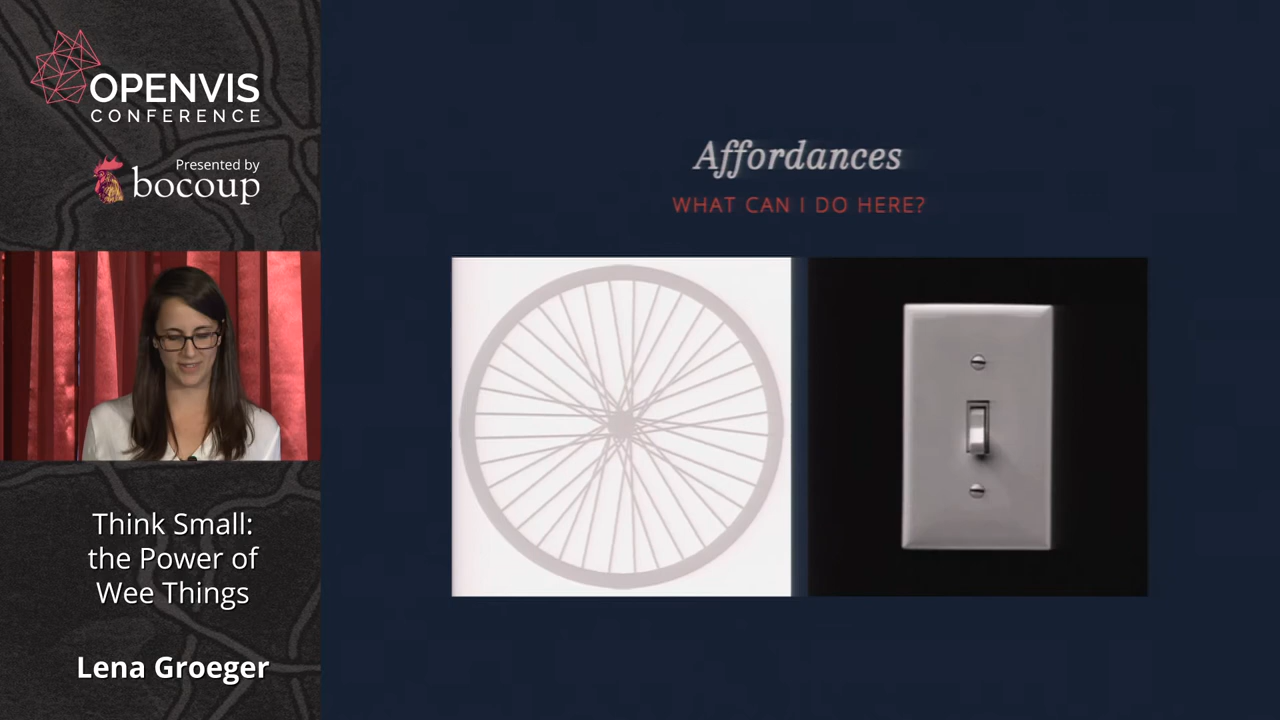 OPENVIS
CONFERENCE
Presented by
bocoup
Think Small:
the Power of
Wee Things
Lena Groeger
Affordances
WHAT CAN I DO HERE?